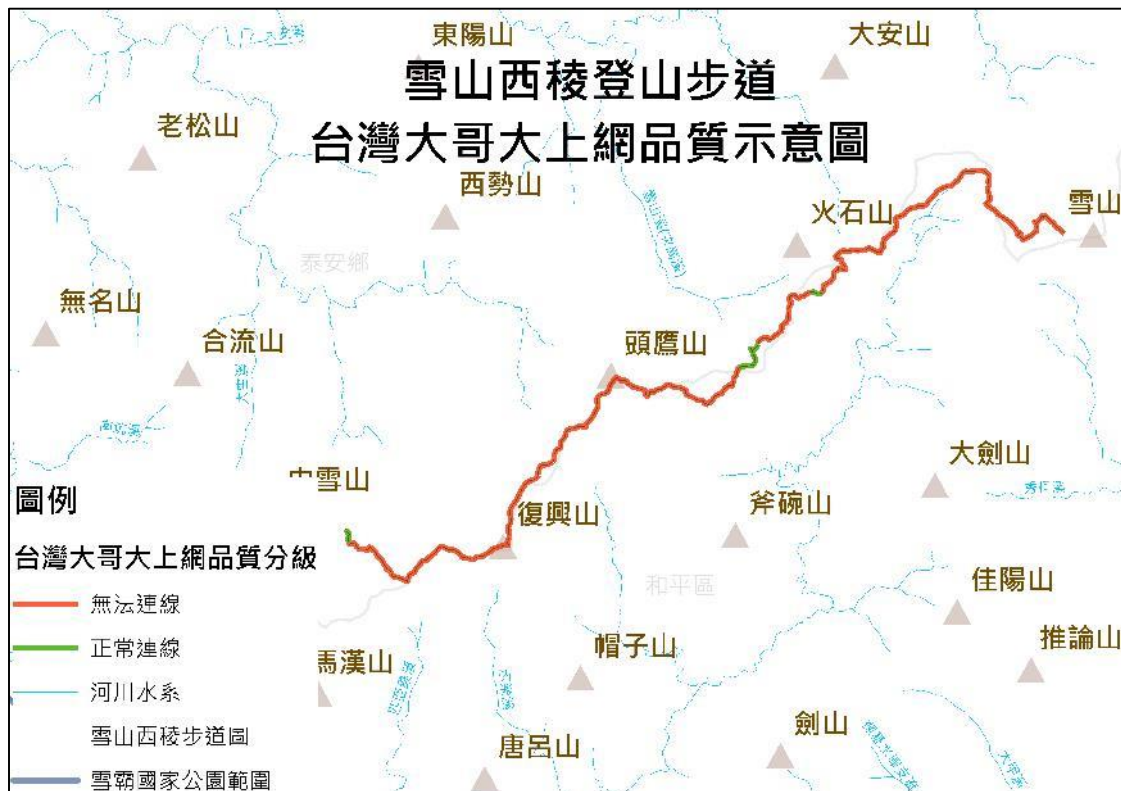 東陽山
大安山
雪山西稜登山步道
台灣大哥大上網品質示意圖
老松山
西勢山
火石山
雪山
泰安鄉
無名山
合流山
頭鷹山
大劍山
雪山
復興山
斧碗山
和平區
佳陽山
推論山
帽子山
馬漢山
唐呂山
劍山
圖例
台灣大哥大上網品質分級
無法連線
正常連線
河川水系
雪山西稜步道圖
雪霸國家公園範圍